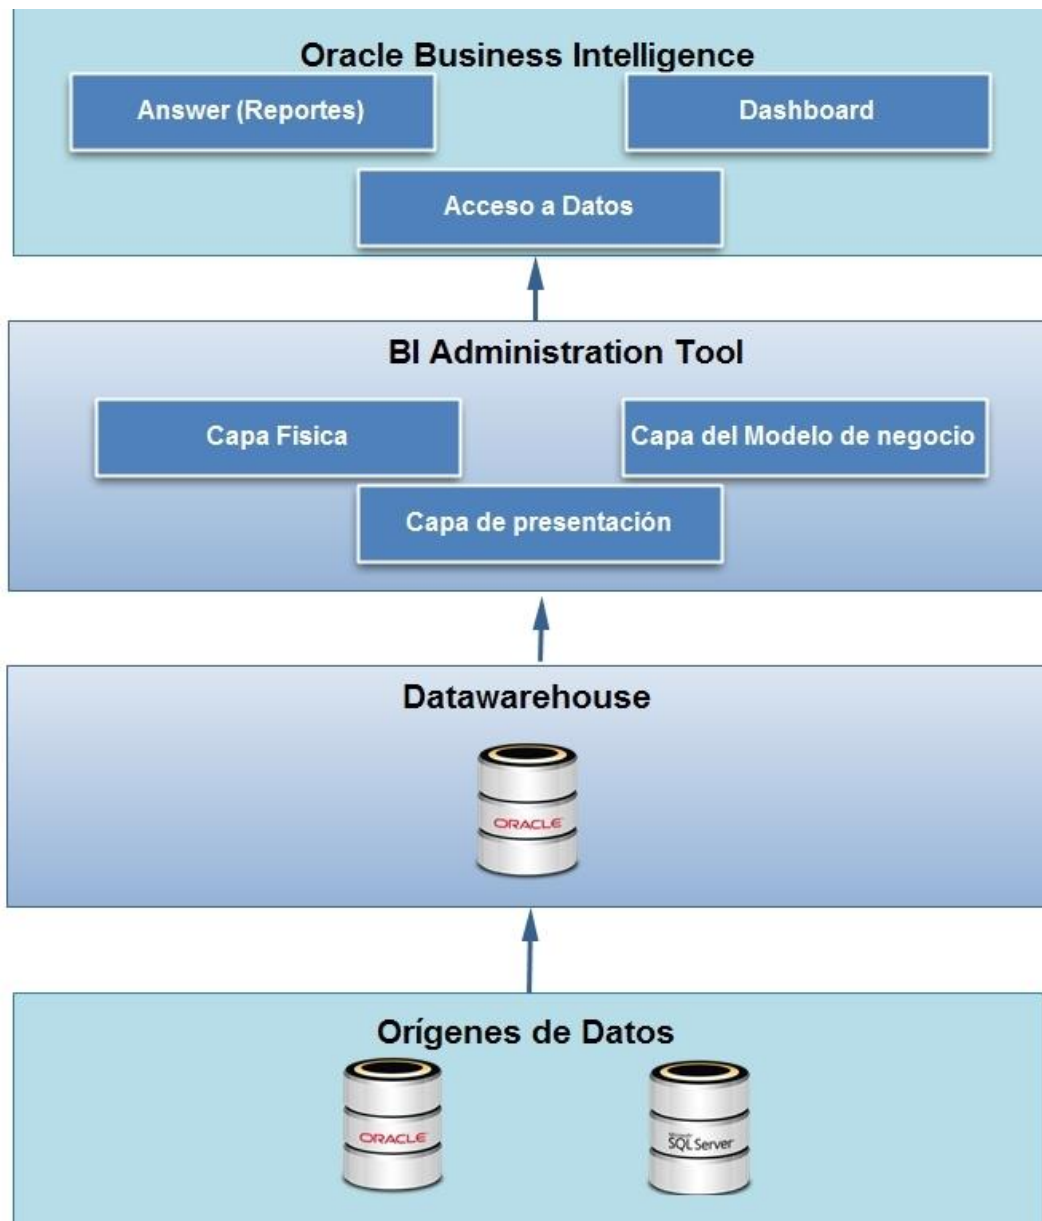 Oracle Business Intelligence
Answer (Reportes)
Dashboard
Acceso a Datos
BI Administration Tool
Capa Fisica
Capa del Modelo de negocio
Capa de presentación
Datawarehouse
ORACLE
Orígenes de Datos
ORACLE
Microsoft
SQL Server